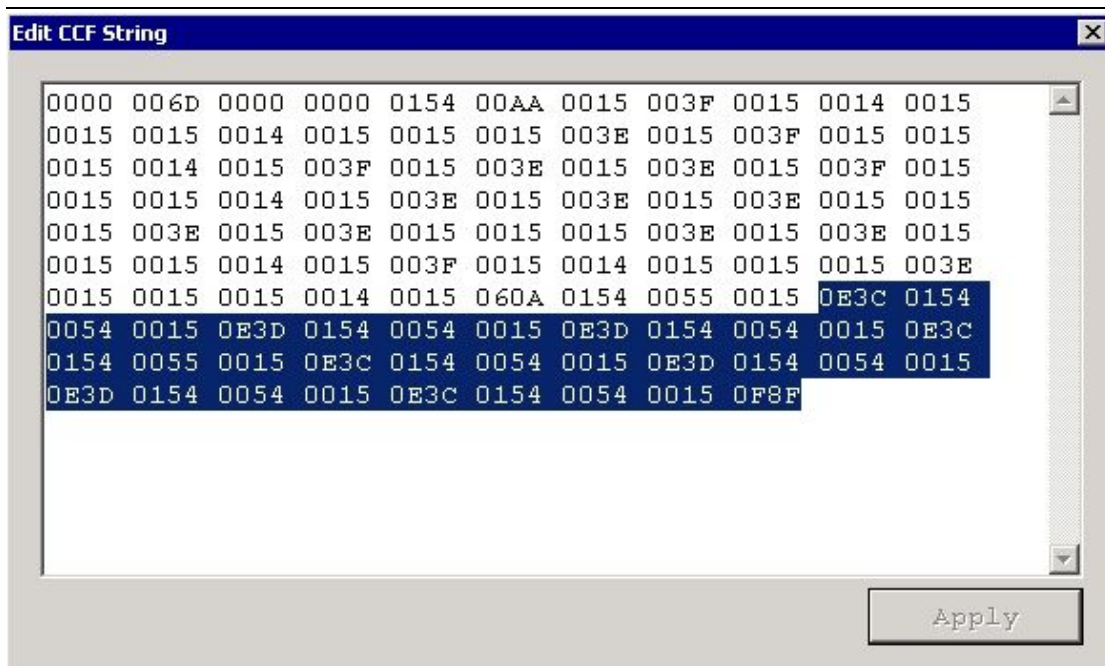 Edit CCF String
0000 006D 0000 0000 0154 00AA 0015 003F 0015 0014 0015
0015 0015 0014 0015 0015 0015 003E 0015 003F 0015 0015
0015 0014 0015 003F 0015 003E 0015 003E 0015 003F 0015
0015 0015 0014 0015 003E 0015 003E 0015 003E 0015 0015
0015 003E 0015 003E 0015 0015 0015 003E 0015 003E 0015
0015 0015 0014 0015 003F 0015 0014 0015 0015 0015 003E
0015 0015 0015 0014 0015 060A 0154 0055 0015 0E3C 0154
0054 0015 0E3D 0154 0054 0015 0E3D 0154 0054 0015 0E3C
0154 0055 0015 0E3C 0154 0054 0015 0E3D 0154 0054 0015
0E3D 0154 0054 0015 0E3C 0154 0054 0015 0F8F
Apply